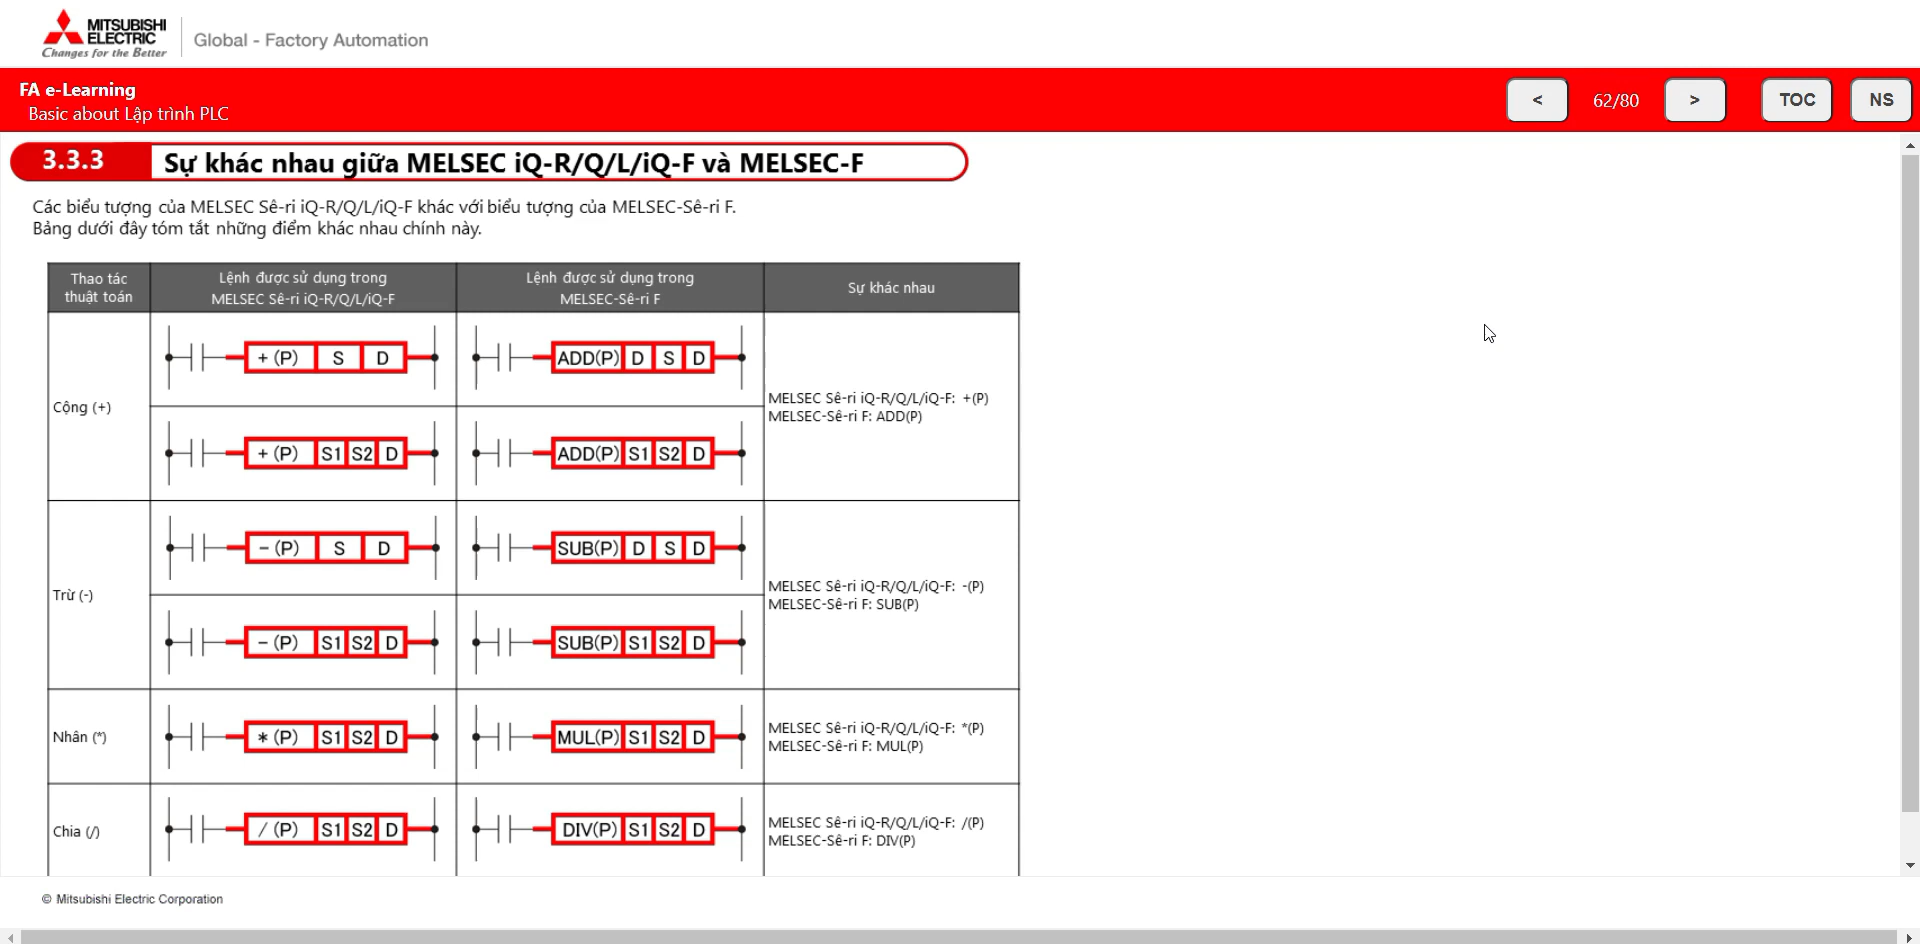 MITSUBISHI
ELECTRIC
Changes for the Better
Global - Factory Automation
FA e-Learning
Basic about Lập trình PLC
<
62/80
>
TOC
NS
3.3.3
Sự khác nhau giữa MELSEC iQ-R/Q/L/iQ-F và MELSEC-F
Các biểu tượng của MELSEC Sê-ri iQ-R/Q/L/iQ-F khác với biểu tượng của MELSEC-Sê-ri F.
Bảng dưới đây tóm tắt những điểm khác nhau chính này.
Thao tác
thuật toán
Lệnh được sử dụng trong
MELSEC Sê-ri iQ-R/Q/L/iQ-F
Lệnh được sử dụng trong
MELSEC-Sê-ri F
Sự khác nhau
Cộng (+)
+(P) S D
ADD(P) D S D
+(P) S1 S2 D
ADD(P) S1 S2 D
MELSEC Sê-ri iQ-R/Q/L/iQ-F: +(P)
MELSEC-Sê-ri F: ADD(P)
Trừ (-)
-(P) S D
SUB(P) D S D
-(P) S1 S2 D
SUB(P) S1 S2 D
MELSEC Sê-ri iQ-R/Q/L/iQ-F: -(P)
MELSEC-Sê-ri F: SUB(P)
Nhân (*)
*(P) S1 S2 D
MUL(P) S1 S2 D
MELSEC Sê-ri iQ-R/Q/L/iQ-F: *(P)
MELSEC-Sê-ri F: MUL(P)
Chia (/)
/(P) S1 S2 D
DIV(P) S1 S2 D
MELSEC Sê-ri iQ-R/Q/L/iQ-F: /(P)
MELSEC-Sê-ri F: DIV(P)
© Mitsubishi Electric Corporation